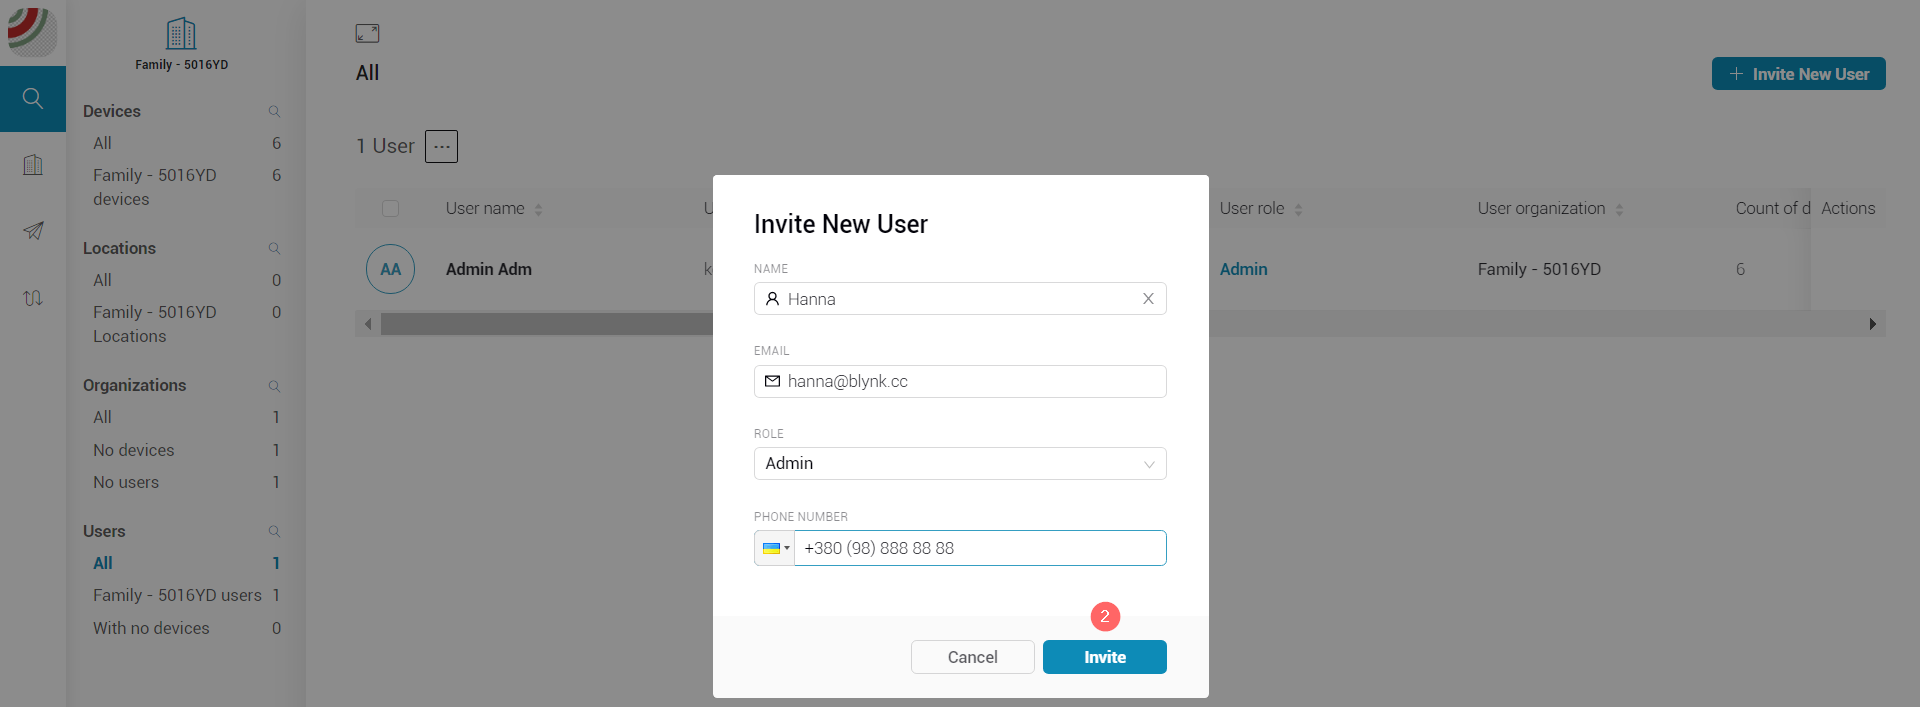 Family - 5016YD
Devices
All 6
Family - 5016YD devices 6
Locations
All 0
Family - 5016YD Locations 0
Organizations
All 1
No devices 1
No users 1
Users
All 1
Family - 5016YD users 1
With no devices 0
All
+ Invite New User
1 User ...
User name U User role User organization Count of d Actions
AA Admin Adm k Admin Family - 5016YD 6
Invite New User
NAME
Hanna
EMAIL
hanna@blynk.cc
ROLE
Admin
PHONE NUMBER
+380 (98) 888 88 88
2
Cancel Invite